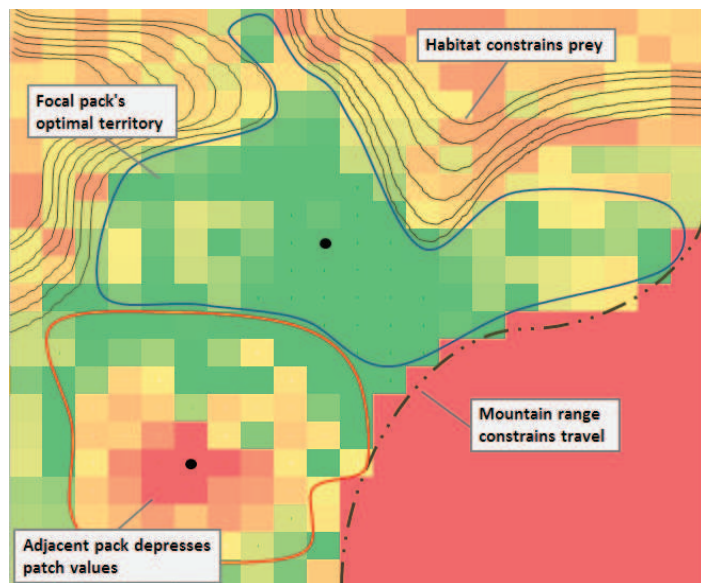 Habitat constrains prey
Focal pack's
optimal territory
Mountain range
constrains travel
Adjacent pack depresses
patch values